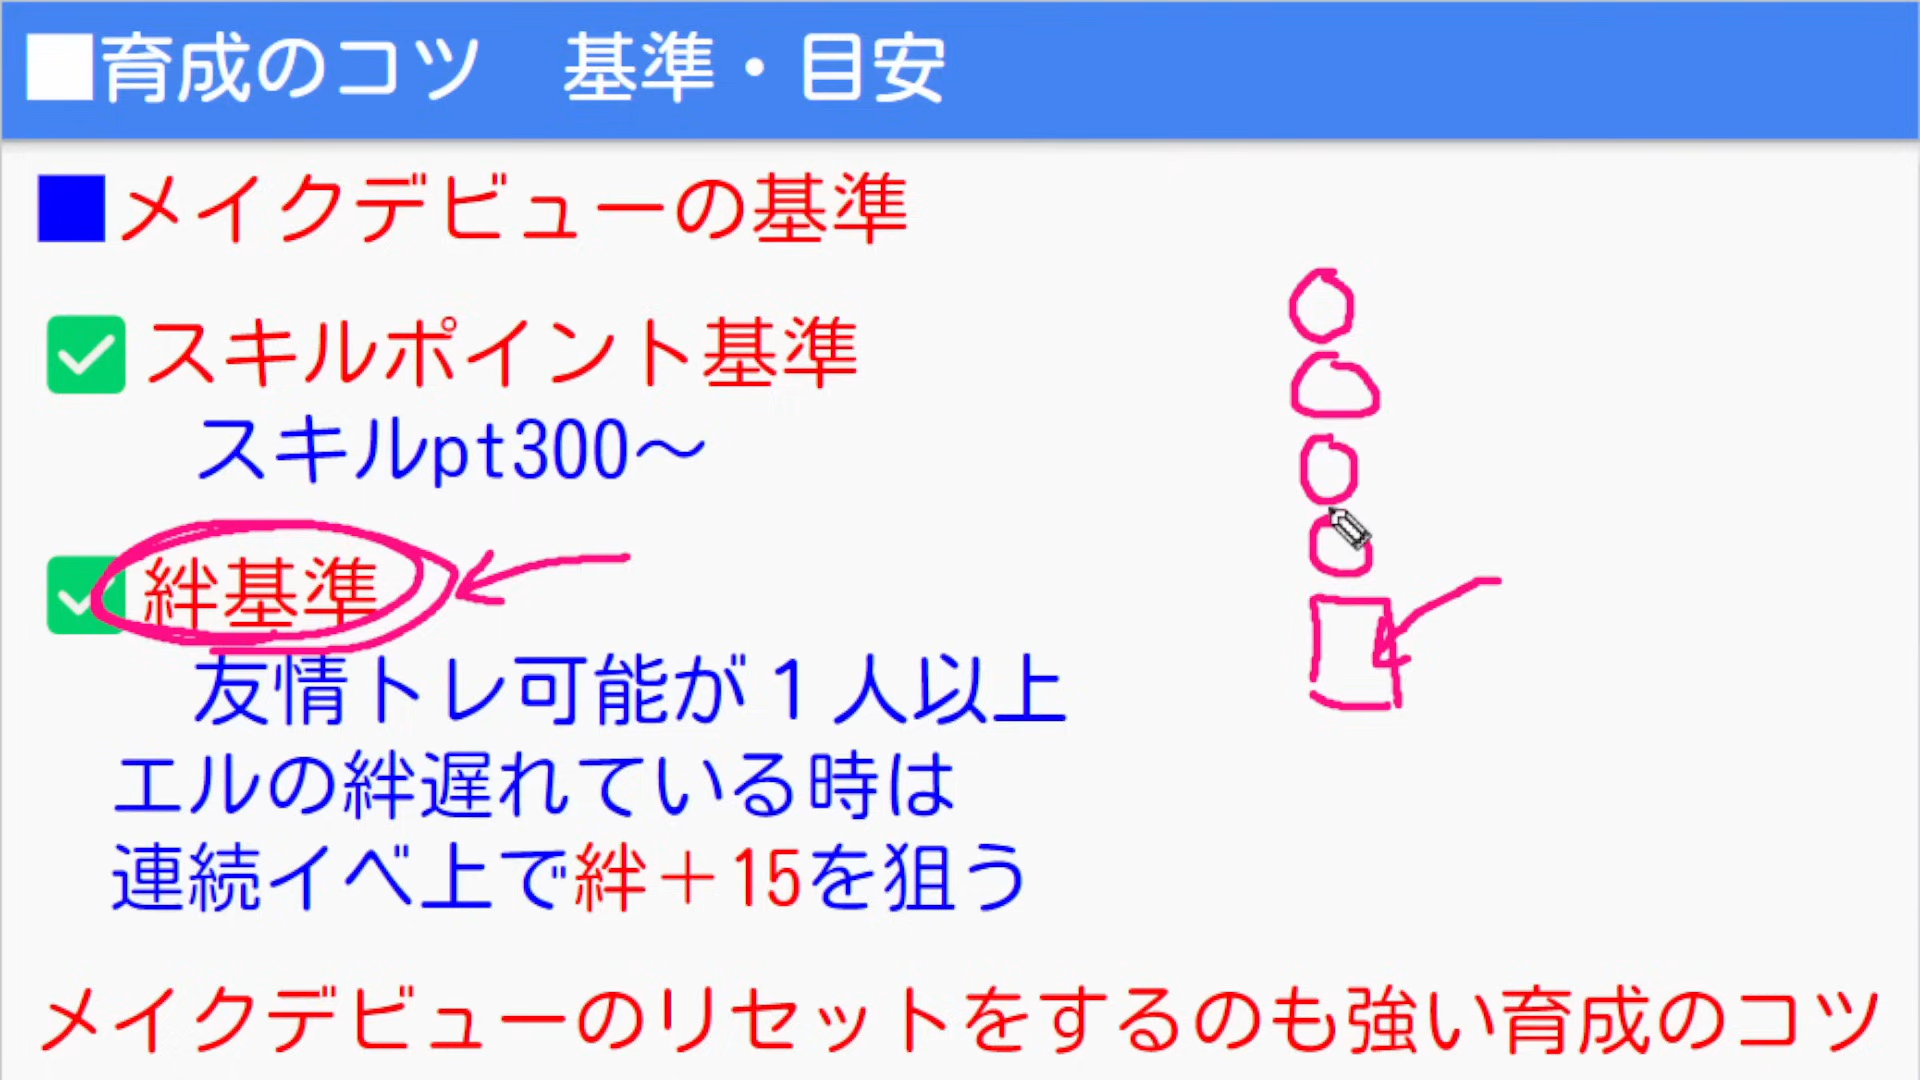 ■育成のコツ　基準・目安
■メイクデビューの基準
✅スキルポイント基準
スキルpt300～
✅絆基準
友情トレ可能が１人以上
エルの絆遅れている時は
連続イベ上で絆＋15を狙う
メイクデビューのリセットをするのも強い育成のコツ